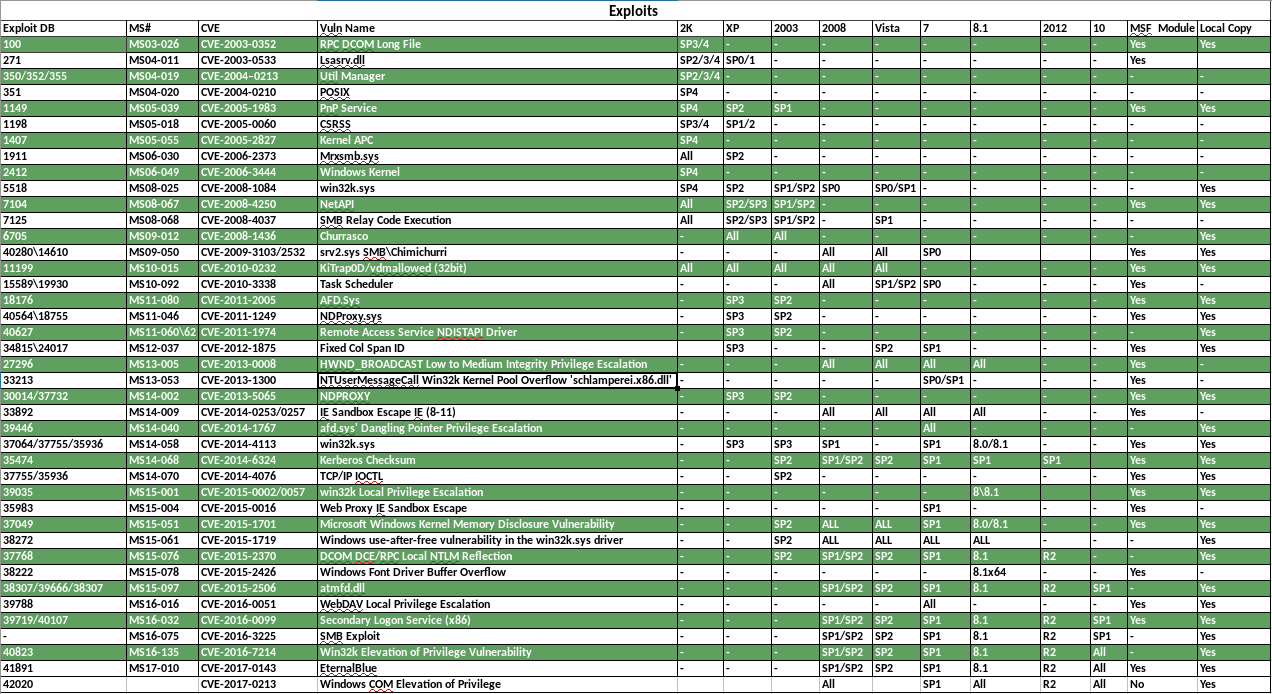 Exploits
Exploit DB MS# CVE Vuln Name 2K XP 2003 2008 Vista 7 8.1 2012 10 MSF Module Local Copy
100 MS03-026 CVE-2003-0352 RPC DCOM Long File SP3/4 - - - - - - - - Yes Yes
271 MS04-011 CVE-2003-0533 Lsasrv.dll SP2/3/4 SP0/1 - - - - - - - Yes
350/352/355 MS04-019 CVE-2004-0213 Util Manager SP2/3/4 - - - - - - - - - -
351 MS04-020 CVE-2004-0210 POSIX SP4 - - - - - - - - - -
1149 MS05-039 CVE-2005-1983 PnP Service SP4 SP2 SP1 - - - - - - Yes Yes
1198 MS05-018 CVE-2005-0060 CSRSS SP3/4 SP1/2 - - - - - - - - -
1407 MS05-055 CVE-2005-2827 Kernel APC SP4 - - - - - - - - - -
1911 MS06-030 CVE-2006-2373 Mrxsmb.sys All SP2 - - - - - - - - -
2412 MS06-049 CVE-2006-3444 Windows Kernel SP4 - - - - - - - - - -
5518 MS08-025 CVE-2008-1084 win32k.sys SP4 SP2 SP1/SP2 SP0 SP0/SP1 - - - - - Yes
7104 MS08-067 CVE-2008-4250 NetAPI All SP2/SP3 SP1/SP2 - - - - - - Yes Yes
7125 MS08-068 CVE-2008-4037 SMB Relay Code Execution All SP2/SP3 SP1/SP2 - SP1 - - - - Yes Yes
6705 MS09-012 CVE-2008-1436 Churrasco - All All - - - - - - - Yes
40280\14610 MS09-050 CVE-2009-3103/2532 srv2.sys SMB\Chimichurri - - - All All SP0 - - Yes Yes
11199 MS10-015 CVE-2010-0232 KiTrap0D/vdmallowed (32bit) All All All All All - - - - Yes Yes
15589\19930 MS10-092 CVE-2010-3338 Task Scheduler - - - All SP1/SP2 SP0 - - - Yes Yes
18176 MS11-080 CVE-2011-2005 AFD.Sys - SP3 SP2 - - - - - - Yes Yes
40564\18755 MS11-046 CVE-2011-1249 NDProxy.sys - SP3 SP2 - - - - - - Yes Yes
40627 MS11-060\62 CVE-2011-1974 Remote Access Service NDISTAPI Driver - SP3 SP2 - - - - - - - Yes
34815\24017 MS12-037 CVE-2012-1875 Fixed Col Span ID - SP3 - - SP2 SP1 - - - Yes Yes
27296 MS13-005 CVE-2013-0008 HWND_BROADCAST Low to Medium Integrity Privilege Escalation - - - All All All All - - Yes -
33213 MS13-053 CVE-2013-1300 NTUserMessageCall Win32k Kernel Pool Overflow 'schlamperei.x86.dll' - - - - - SP0/SP1 - - - Yes -
30014/37732 MS14-002 CVE-2013-5065 NDPROXY - SP3 SP2 - - - - - - Yes Yes
33892 MS14-009 CVE-2014-0253/0257 IE Sandbox Escape IE (8-11) - - - All All All All - - Yes -
39446 MS14-040 CVE-2014-1767 afd.sys' Dangling Pointer Privilege Escalation - - - - - All - - - - Yes
37064/37755/35936 MS14-058 CVE-2014-4113 win32k.sys - SP3 SP3 SP1 - SP1 8.0/8.1 - - Yes Yes
35474 MS14-068 CVE-2014-6324 Kerberos Checksum - - SP2 SP1/SP2 SP2 SP1 SP1 SP1 - Yes Yes
37755/35936 MS14-070 CVE-2014-4076 TCP/IP IOCTL - - SP2 - - - - - - Yes Yes
39035 MS15-001 CVE-2015-0002/0057 win32k Local Privilege Escalation - - - - - - 8\8.1 - Yes Yes
35983 MS15-004 CVE-2015-0016 Web Proxy IE Sandbox Escape - - - - - SP1 - - - Yes Yes
37049 MS15-051 CVE-2015-1701 Microsoft Windows Kernel Memory Disclosure Vulnerability - - SP2 ALL ALL SP1 8.0/8.1 - - Yes Yes
38272 MS15-061 CVE-2015-1719 Windows use-after-free vulnerability in the win32k.sys driver - - SP2 ALL ALL ALL ALL - - - Yes
37768 MS15-076 CVE-2015-2370 DCOM DCE/RPC Local NTLM Reflection - - SP2 SP1/SP2 SP2 SP1 8.1 R2 - - Yes
38222 MS15-078 CVE-2015-2426 Windows Font Driver Buffer Overflow - - - - - - 8.1x64 - - Yes -
38307/39666/38307 MS15-097 CVE-2015-2506 atmfd.dll - - - SP1/SP2 SP2 SP1 8.1 R2 SP1 - Yes
39788 MS16-016 CVE-2016-0051 WebDAV Local Privilege Escalation - - - - - All - - - Yes Yes
39719/40107 MS16-032 CVE-2016-0099 Secondary Logon Service (x86) - - - SP1/SP2 SP2 SP1 8.1 R2 SP1 Yes Yes
- MS16-075 CVE-2016-3225 SMB Exploit - - - SP1/SP2 SP2 SP1 8.1 R2 SP1 - Yes
40823 MS16-135 CVE-2016-7214 Win32k Elevation of Privilege Vulnerability - - - SP1/SP2 SP2 SP1 8.1 R2 All - Yes
41891 MS17-010 CVE-2017-0143 EternalBlue - - - SP1/SP2 SP2 SP1 8.1 R2 All Yes Yes
42020 CVE-2017-0213 Windows COM Elevation of Privilege All SP1 8.1 R2 All No Yes